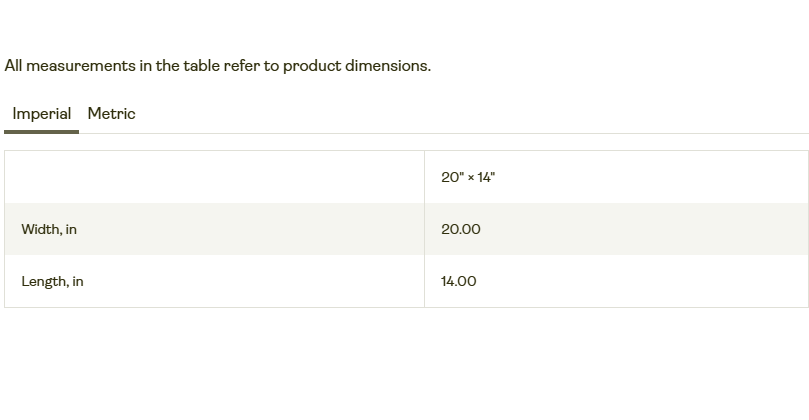 All measurements in the table refer to product dimensions.
Imperial Metric
20" × 14"
Width, in 20.00
Length, in 14.00